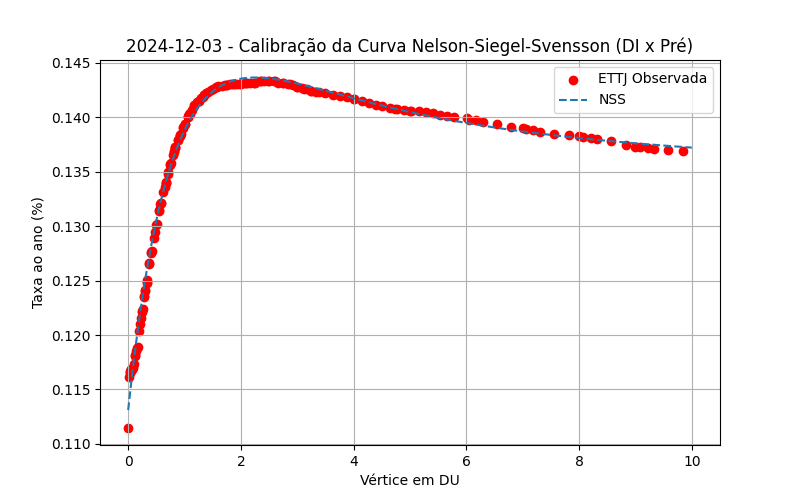 2024-12-03 - Calibração da Curva Nelson-Siegel-Svensson (DI x Pré)
ETTJ Observada
NSS
Taxa ao ano (%)
0.145
0.140
0.135
0.130
0.125
0.120
0.115
0.110
0
2
4
6
8
10
Vértice em DU